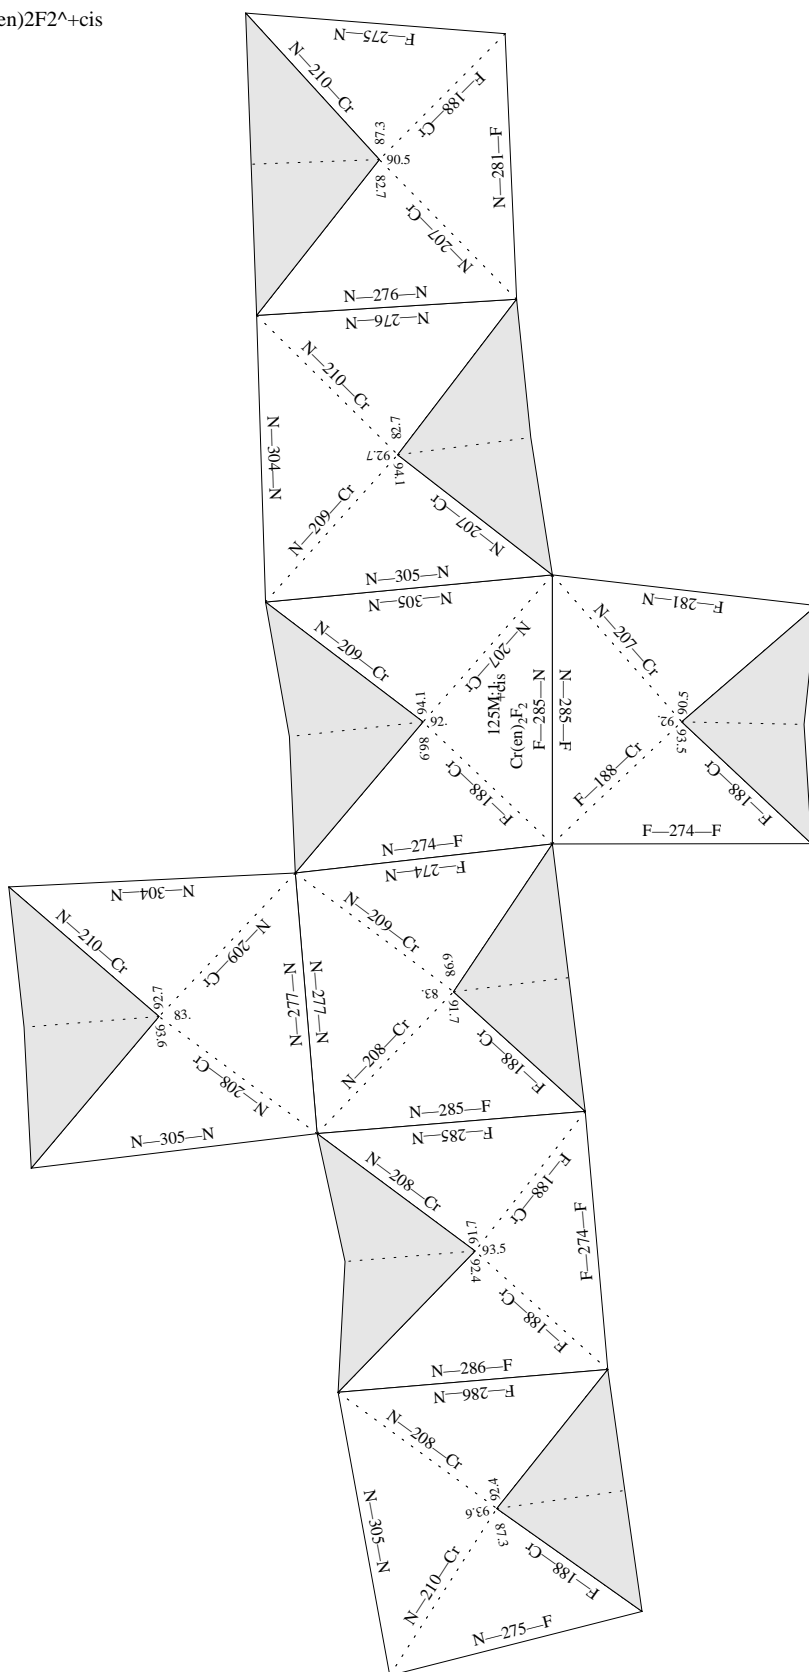 en)2F2^+cis
F—275—N
N—210—Cr
F—188—Cr
87.3
90.5
82.7
N—281—F
N—207—Cr
N—276—N
N—276—N
N—210—Cr
82.7
92.7
94.1
N—304—N
N—207—Cr
N—209—Cr
N—305—N
N—305—N
F—281—N
N—209—Cr
N—207—Cr
N—207—Cr
94.1
92.
86.9
125M:1
+cis
Cr(en)2F2
F—285—N
N—285—F
90.5
92.
93.5
F—188—Cr
F—188—Cr
F—188—Cr
N—274—F
F—274—F
F—274—N
N—304—N
N—210—Cr
N—209—Cr
N—209—Cr
86.9
83.
91.7
92.7
83.
93.6
N—277—N
N—277—N
N—208—Cr
N—208—Cr
F—188—Cr
N—285—F
F—285—N
N—305—N
N—208—Cr
F—188—Cr
91.7
93.5
92.4
F—274—F
F—188—Cr
N—286—F
F—286—N
N—208—Cr
92.4
93.6
87.3
N—305—N
F—188—Cr
N—210—Cr
N—275—F